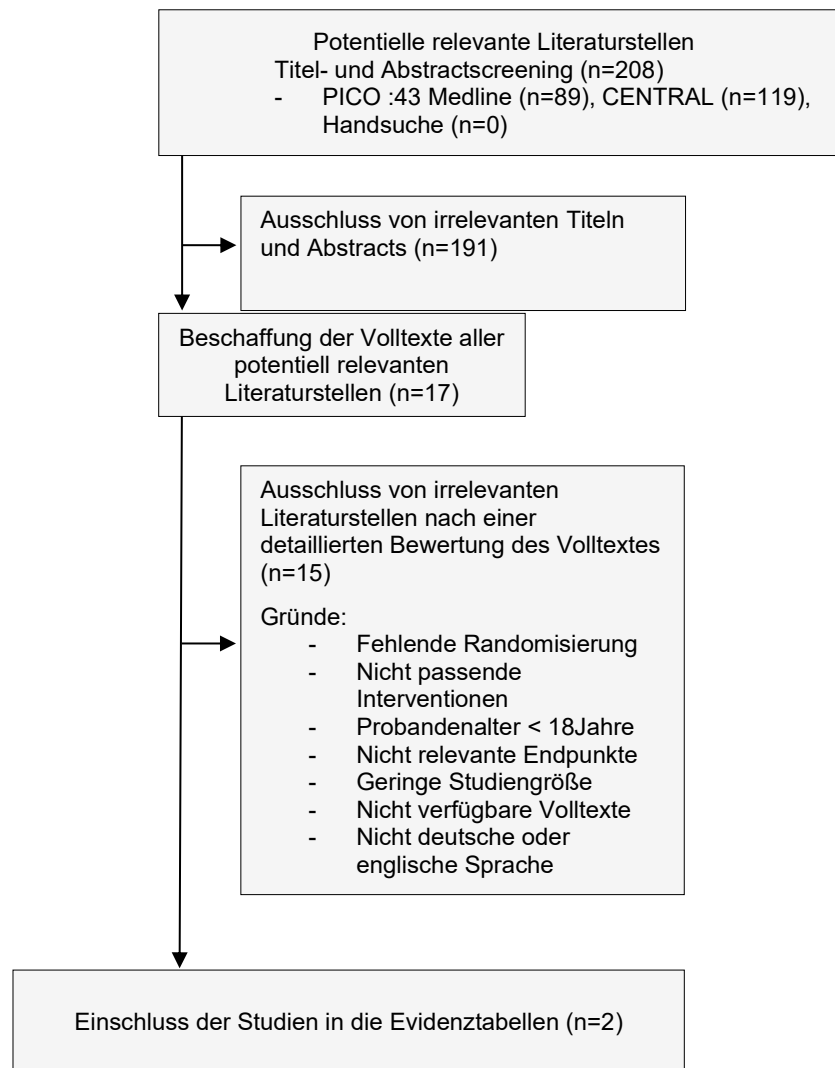 Potentielle relevante Literaturstellen
Titel- und Abstractscreening (n=208)
- PICO :43 Medline (n=89), CENTRAL (n=119),
Handsuche (n=0)
Ausschluss von irrelevanten Titeln
und Abstracts (n=191)
Beschaffung der Volltexte aller
potentiell relevanten
Literaturstellen (n=17)
Ausschluss von irrelevanten
Literaturstellen nach einer
detaillierten Bewertung des Volltextes
(n=15)
Gründe:
- Fehlende Randomisierung
- Nicht passende
Interventionen
- Probandenalter < 18Jahre
- Nicht relevante Endpunkte
- Geringe Studiengröße
- Nicht verfügbare Volltexte
- Nicht deutsche oder
englische Sprache
Einschluss der Studien in die Evidenztabellen (n=2)